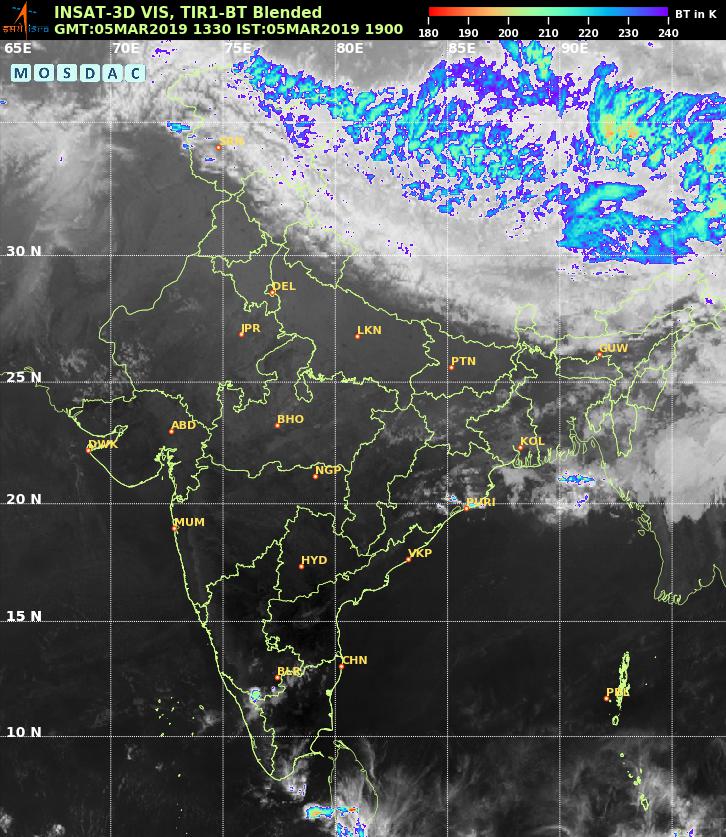 INSAT-3D VIS, TIR1-BT Blended
GMT:05MAR2019 1330 IST:05MAR2019 1900
BT in K
180 190 200 210 220 230 240
65E 70E 75E 80E 85E 90E
MOSDAC
SRN
30 N
DEL
JPR
LKN
GUW
PTN
25 N
BHO
ABD
DWK
KOL
NGP
20 N
PURI
MUM
VKP
HYD
15 N
CHN
BLR
PBL
10 N